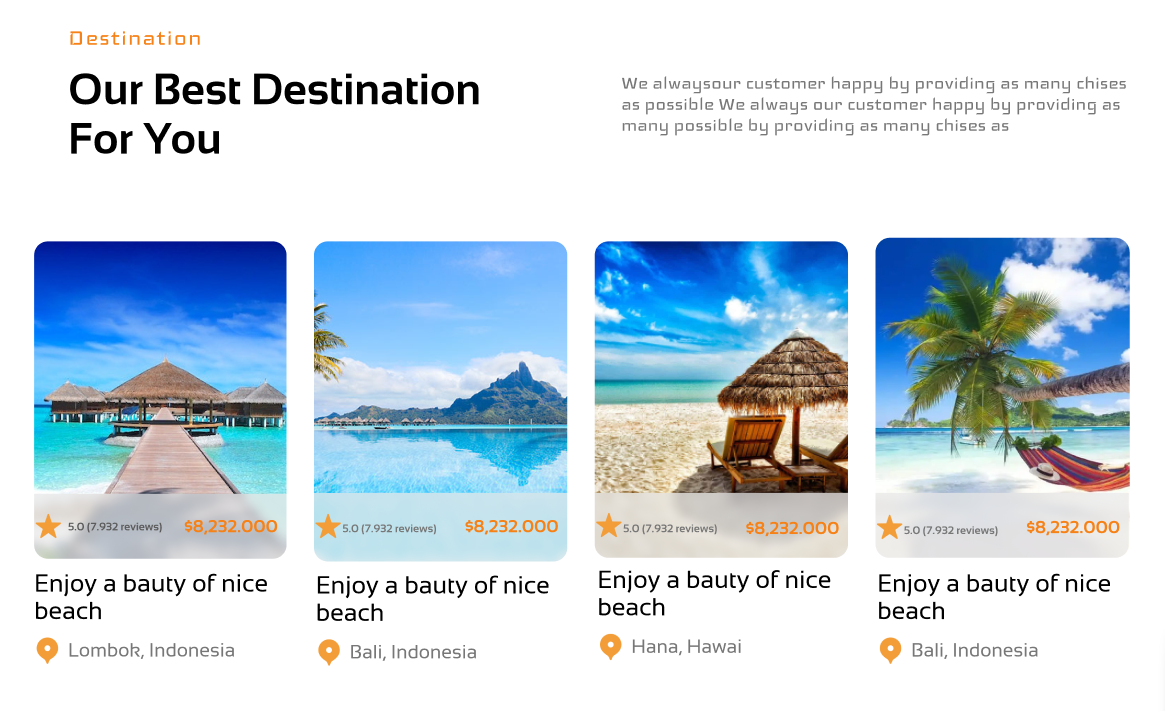 Destination
Our Best Destination
For You
We alwaysour customer happy by providing as many chises
as possible We always our customer happy by providing as
many possible by providing as many chises as
5.0 (7.932 reviews)
$8,232.000
Enjoy a bauty of nice
beach
Lombok, Indonesia
5.0 (7.932 reviews)
$8,232.000
Enjoy a bauty of nice
beach
Bali, Indonesia
5.0 (7.932 reviews)
$8,232.000
Enjoy a bauty of nice
beach
Hana, Hawai
5.0 (7.932 reviews)
$8,232.000
Enjoy a bauty of nice
beach
Bali, Indonesia